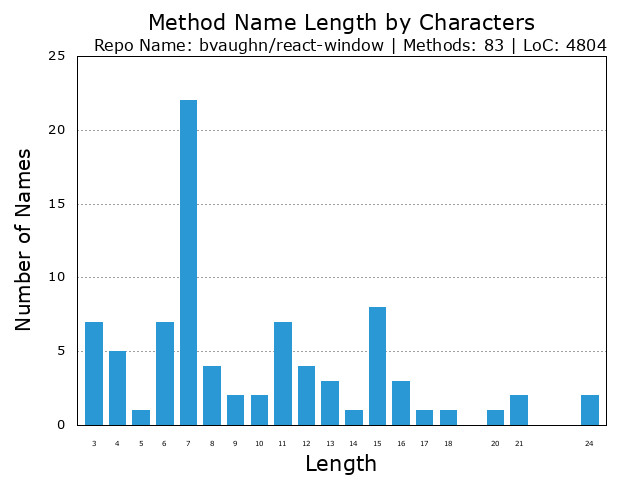 Method Name Length by Characters
Repo Name: bvaughn/react-window | Methods: 83 | LoC: 4804
25
20
15
10
5
0
Number of Names
3 4 5 6 7 8 9 10 11 12 13 14 15 16 17 18 20 21 24
Length